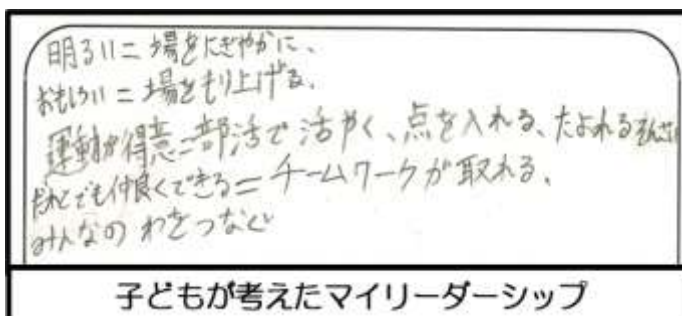 明るい=場をにぎやかに、
おもしろい=場をもり上げる、
運動が得意=部活で活やく、点を入れる、たよれるそんざい
だれとでも仲良くできる=チームワークが取れる、
みんなのわをつなぐ
子どもが考えたマイリーダーシップ